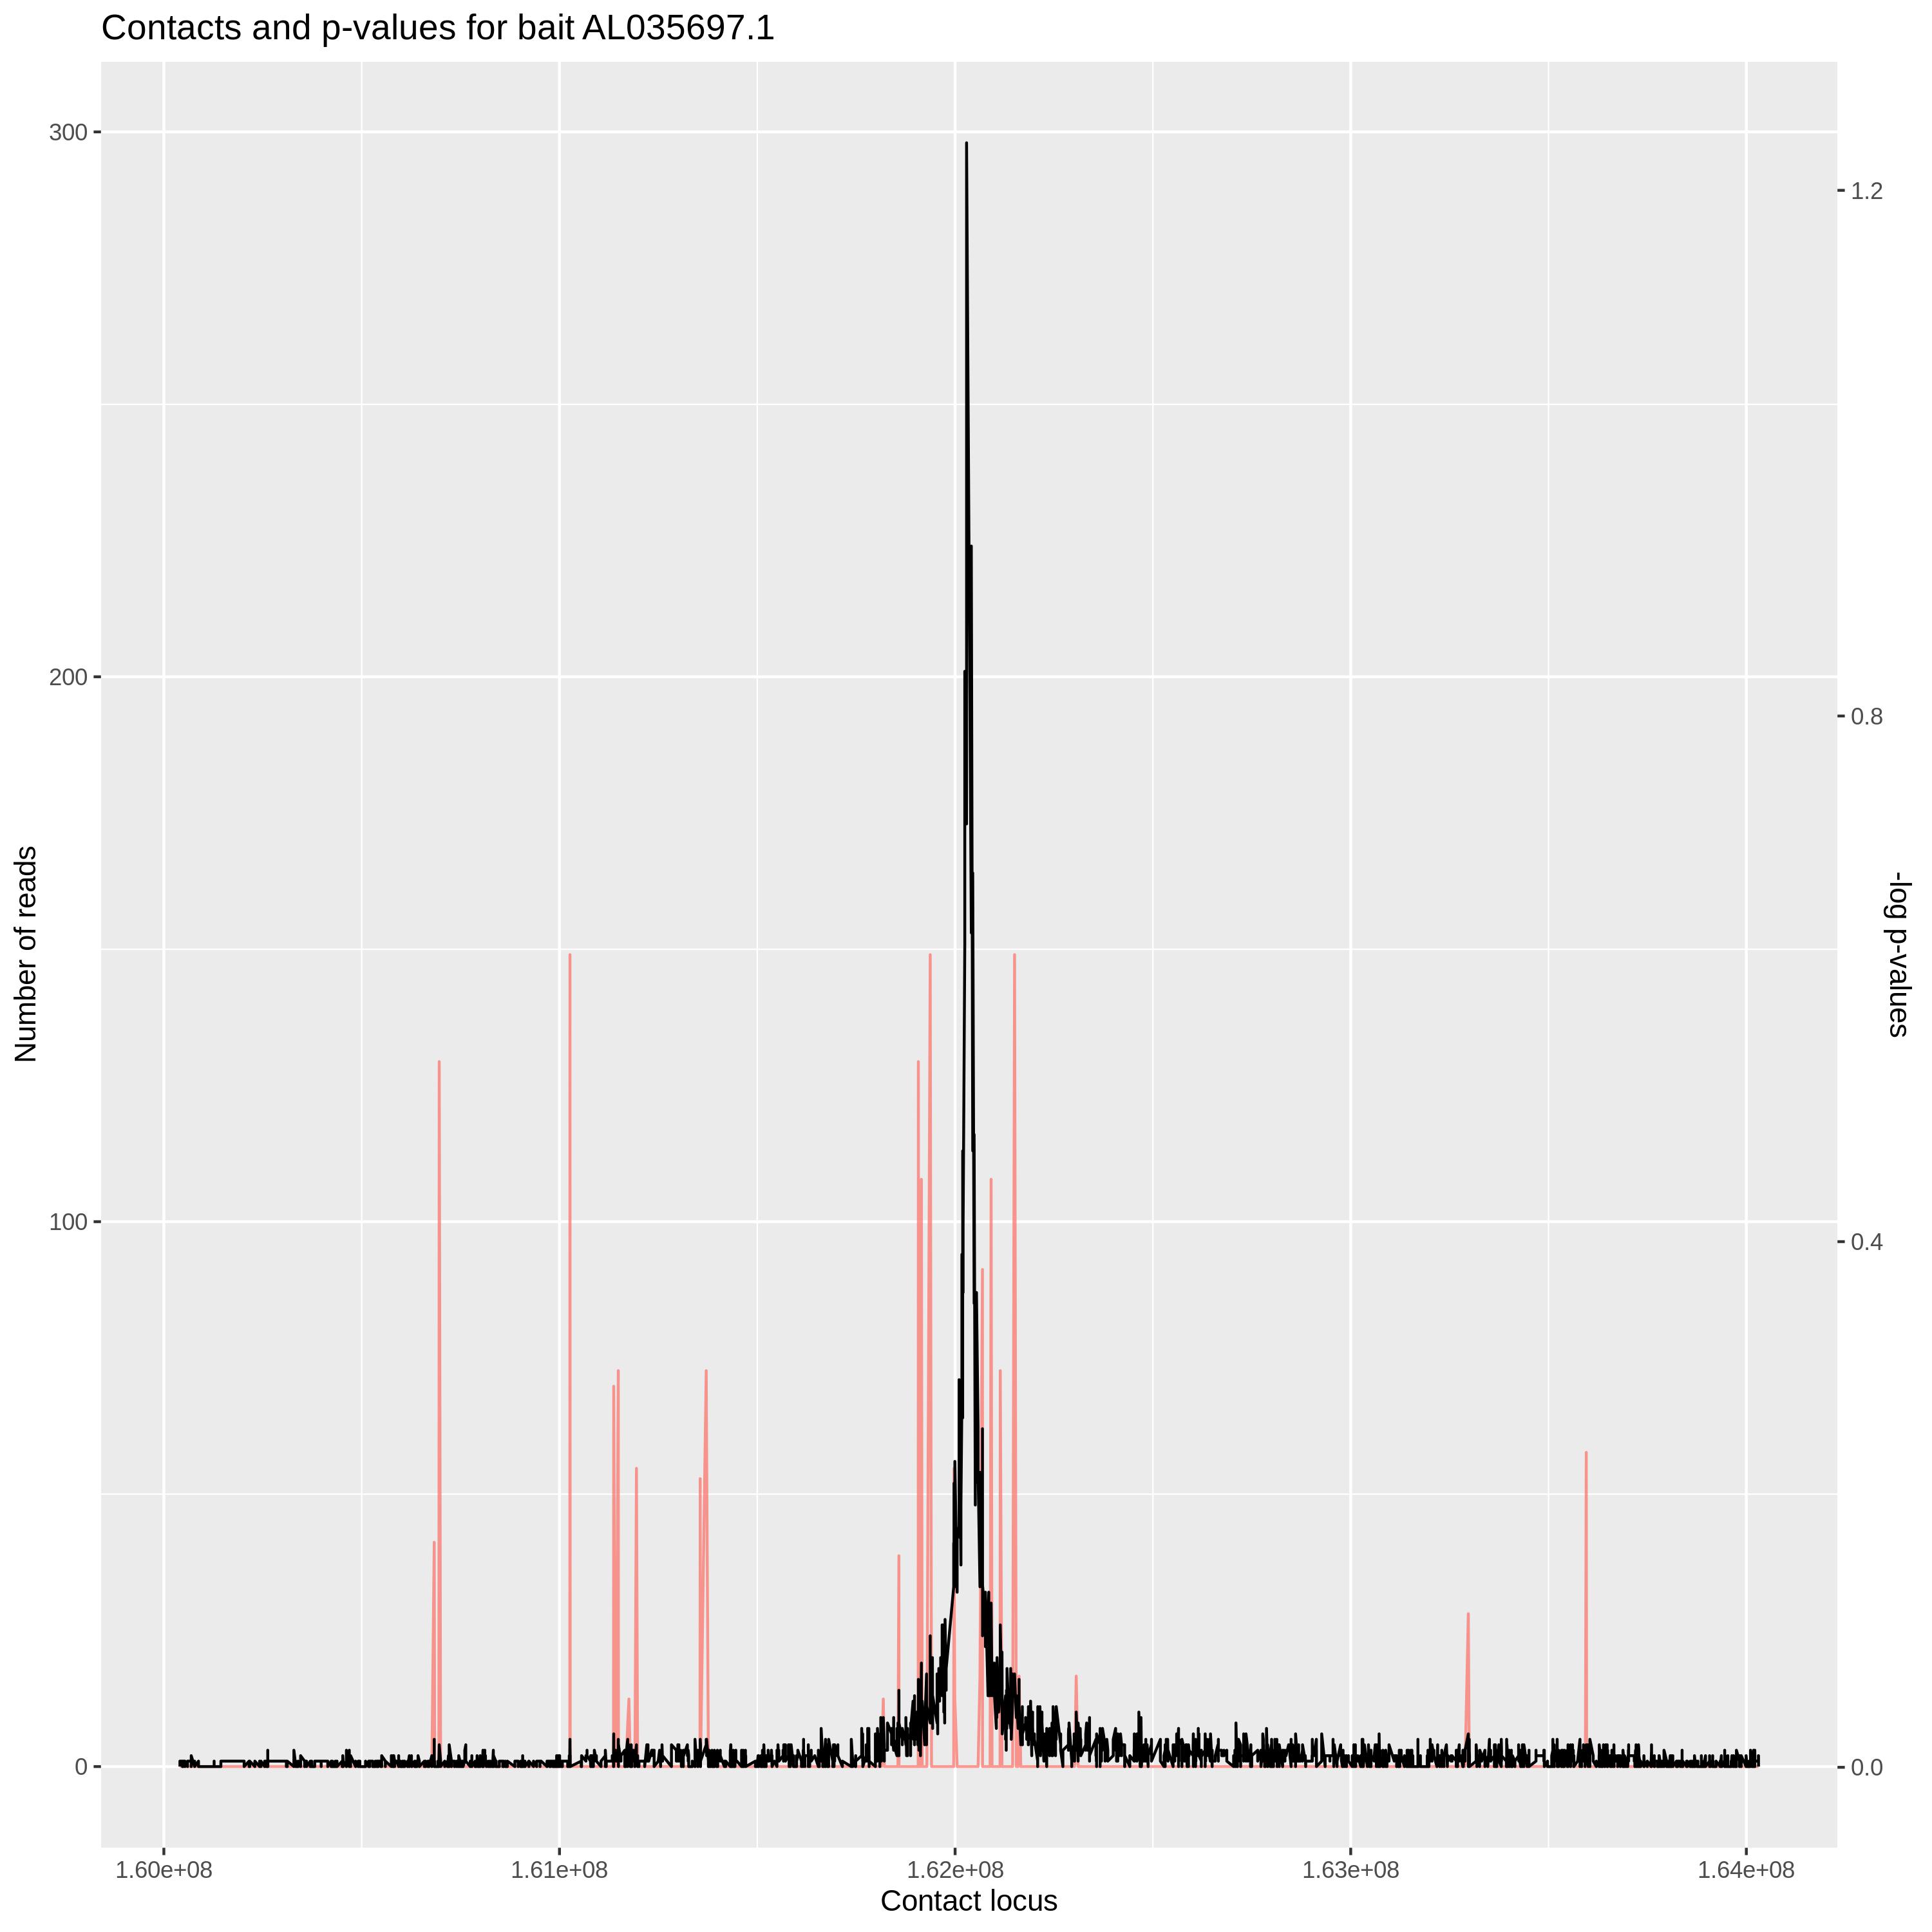 Contacts and p-values for bait AL035697.1
300
200
100
0
Number of reads
1.2
0.8
0.4
0.0
-log p-values
1.60e+08 1.61e+08 1.62e+08 1.63e+08 1.64e+08
Contact locus